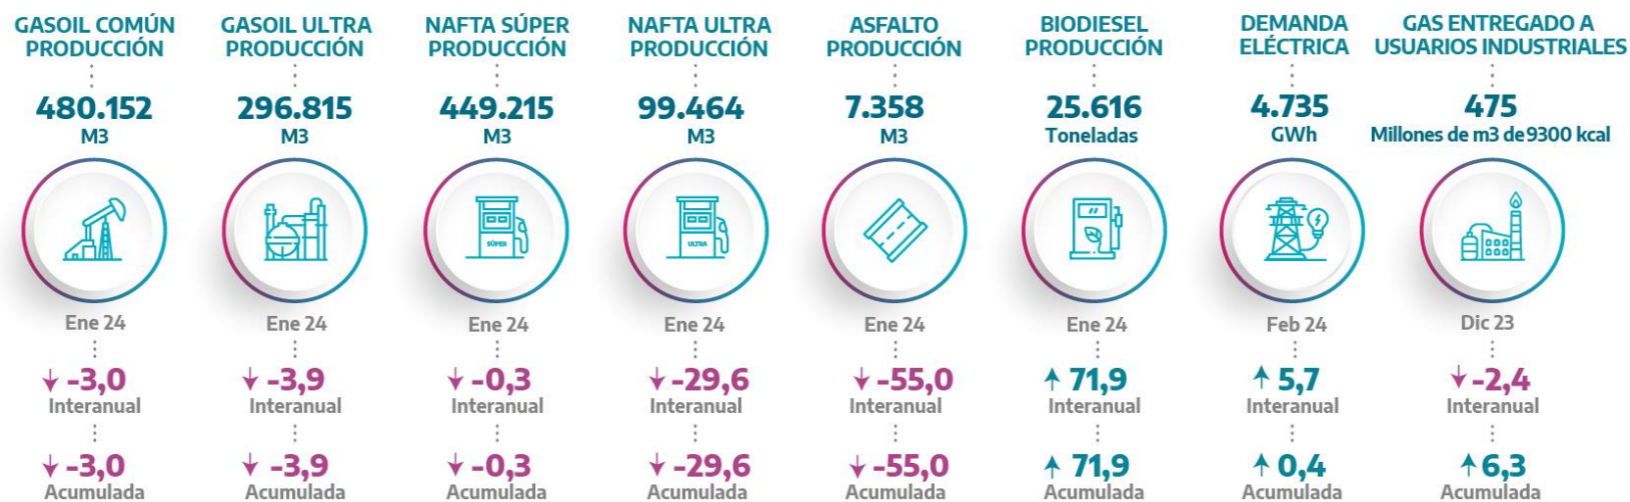 GASOIL COMÚN
PRODUCCIÓN
480.152
M3
Ene 24
-3,0
Interanual
-3,0
Acumulada
GASOIL ULTRA
PRODUCCIÓN
296.815
M3
Ene 24
-3,9
Interanual
-3,9
Acumulada
NAFTA SÚPER
PRODUCCIÓN
449.215
M3
SÚPER
Ene 24
-0,3
Interanual
-0,3
Acumulada
NAFTA ULTRA
PRODUCCIÓN
99.464
M3
ULTRA
Ene 24
-29,6
Interanual
-29,6
Acumulada
ASFALTO
PRODUCCIÓN
7.358
M3
Ene 24
-55,0
Interanual
-55,0
Acumulada
BIODIESEL
PRODUCCIÓN
25.616
Toneladas
Ene 24
71,9
Interanual
71,9
Acumulada
DEMANDA
ELÉCTRICA
4.735
GWh
Feb 24
5,7
Interanual
0,4
Acumulada
GAS ENTREGADO A
USUARIOS INDUSTRIALES
475
Millones de m3 de 9300 kcal
Dic 23
-2,4
Interanual
6,3
Acumulada